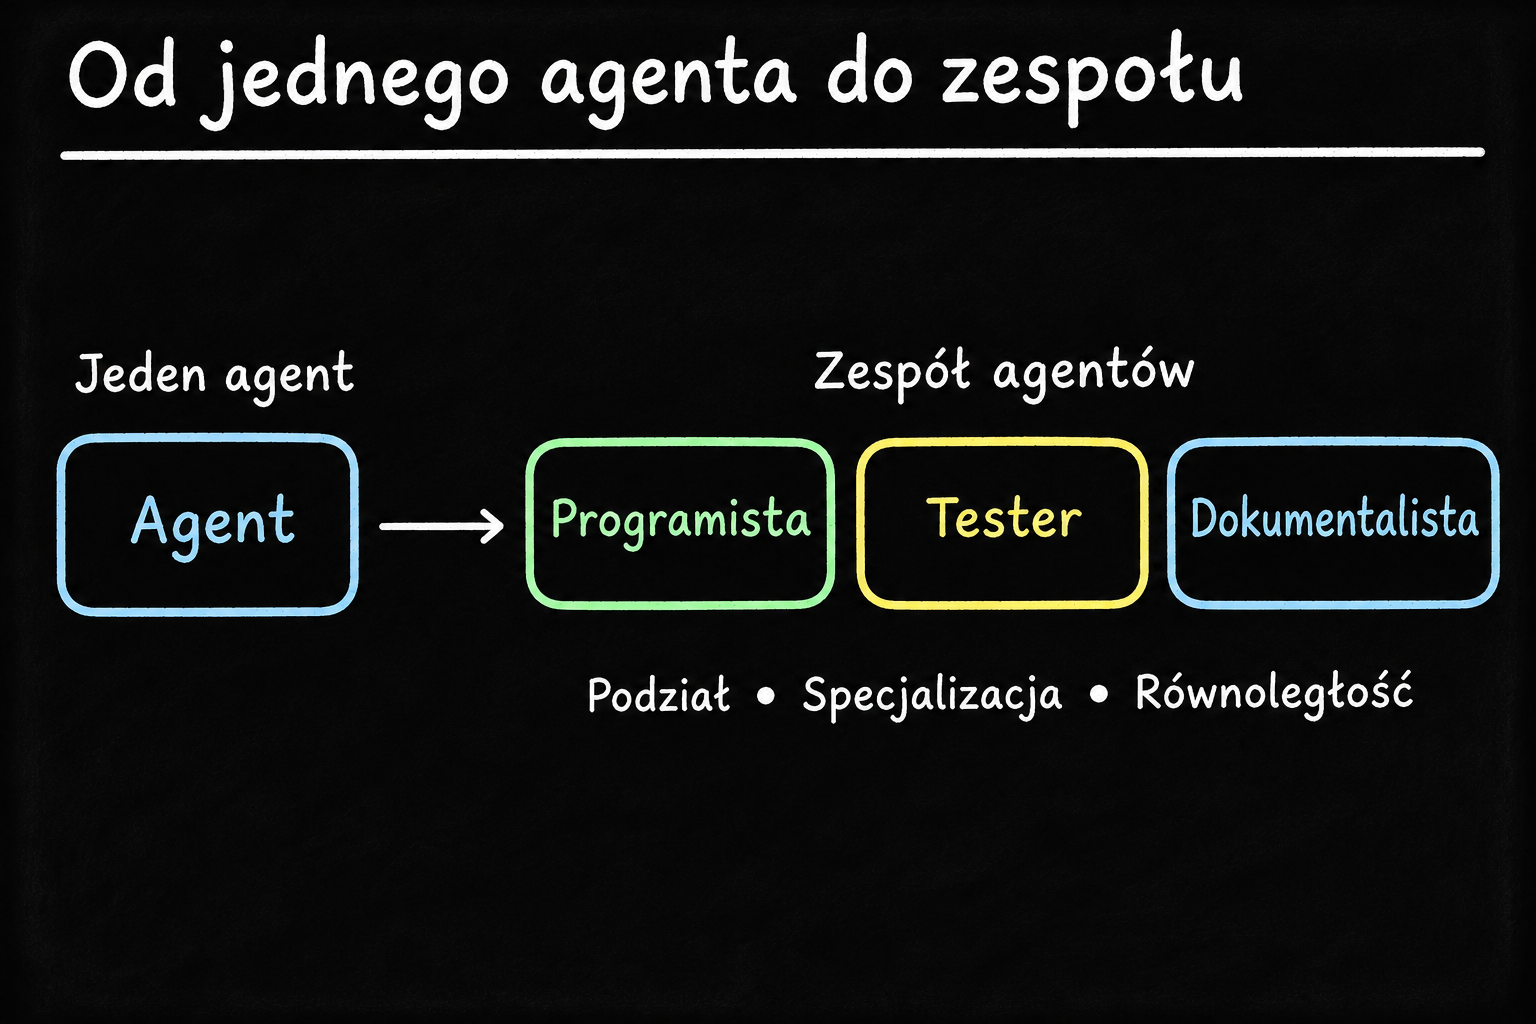 Od jednego agenta do zespołu
Jeden agent
Zespół agentów
Agent
Programista
Tester
Dokumentalista
Podział • Specjalizacja • Równoległość